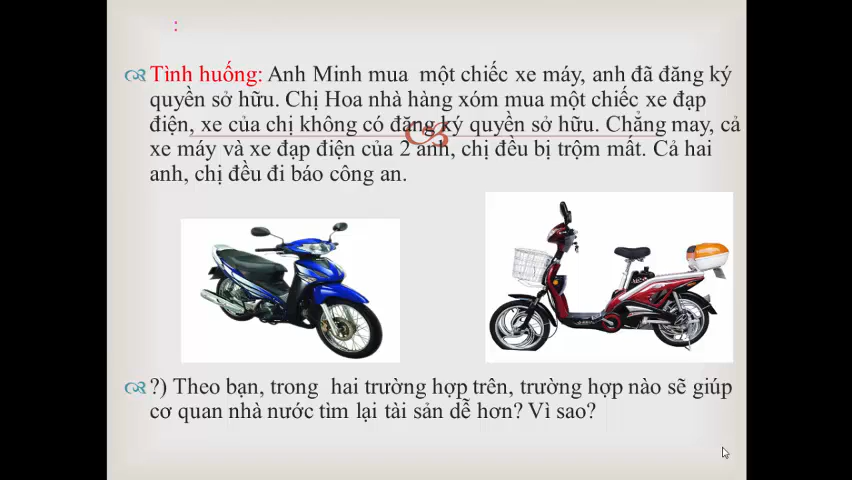 :
Tình huống: Anh Minh mua một chiếc xe máy, anh đã đăng ký
quyền sở hữu. Chị Hoa nhà hàng xóm mua một chiếc xe đạp
điện, xe của chị không có đăng ký quyền sở hữu. Chẳng may, cả
xe máy và xe đạp điện của 2 anh, chị đều bị trộm mất. Cả hai
anh, chị đều đi báo công an.
?) Theo bạn, trong hai trường hợp trên, trường hợp nào sẽ giúp
cơ quan nhà nước tìm lại tài sản dễ hơn? Vì sao?